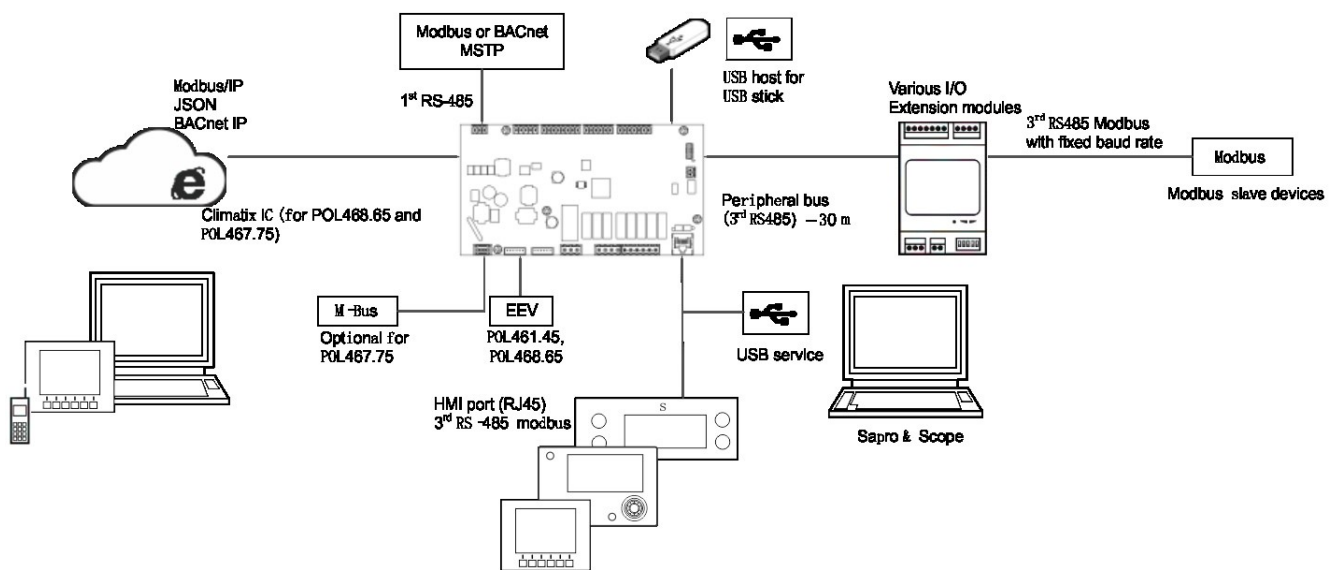 Modbus or BACnet
MSTP
1st RS-485
USB host for
USB stick
Modbus/IP
JSON
BACnet IP
e
Climatix IC (for POL468.65 and
POL467.75)
Various I/O
Extension modules
3rd RS485 Modbus
with fixed baud rate
Modbus
Modbus slave devices
Peripheral bus
(3rd RS485) –30 m
M-Bus
Optional for
POL467.75
EEV
POL461.45,
POL468.65
USB service
HMI port (RJ45)
3rd RS -485 modbus
S
Sapro & Scope